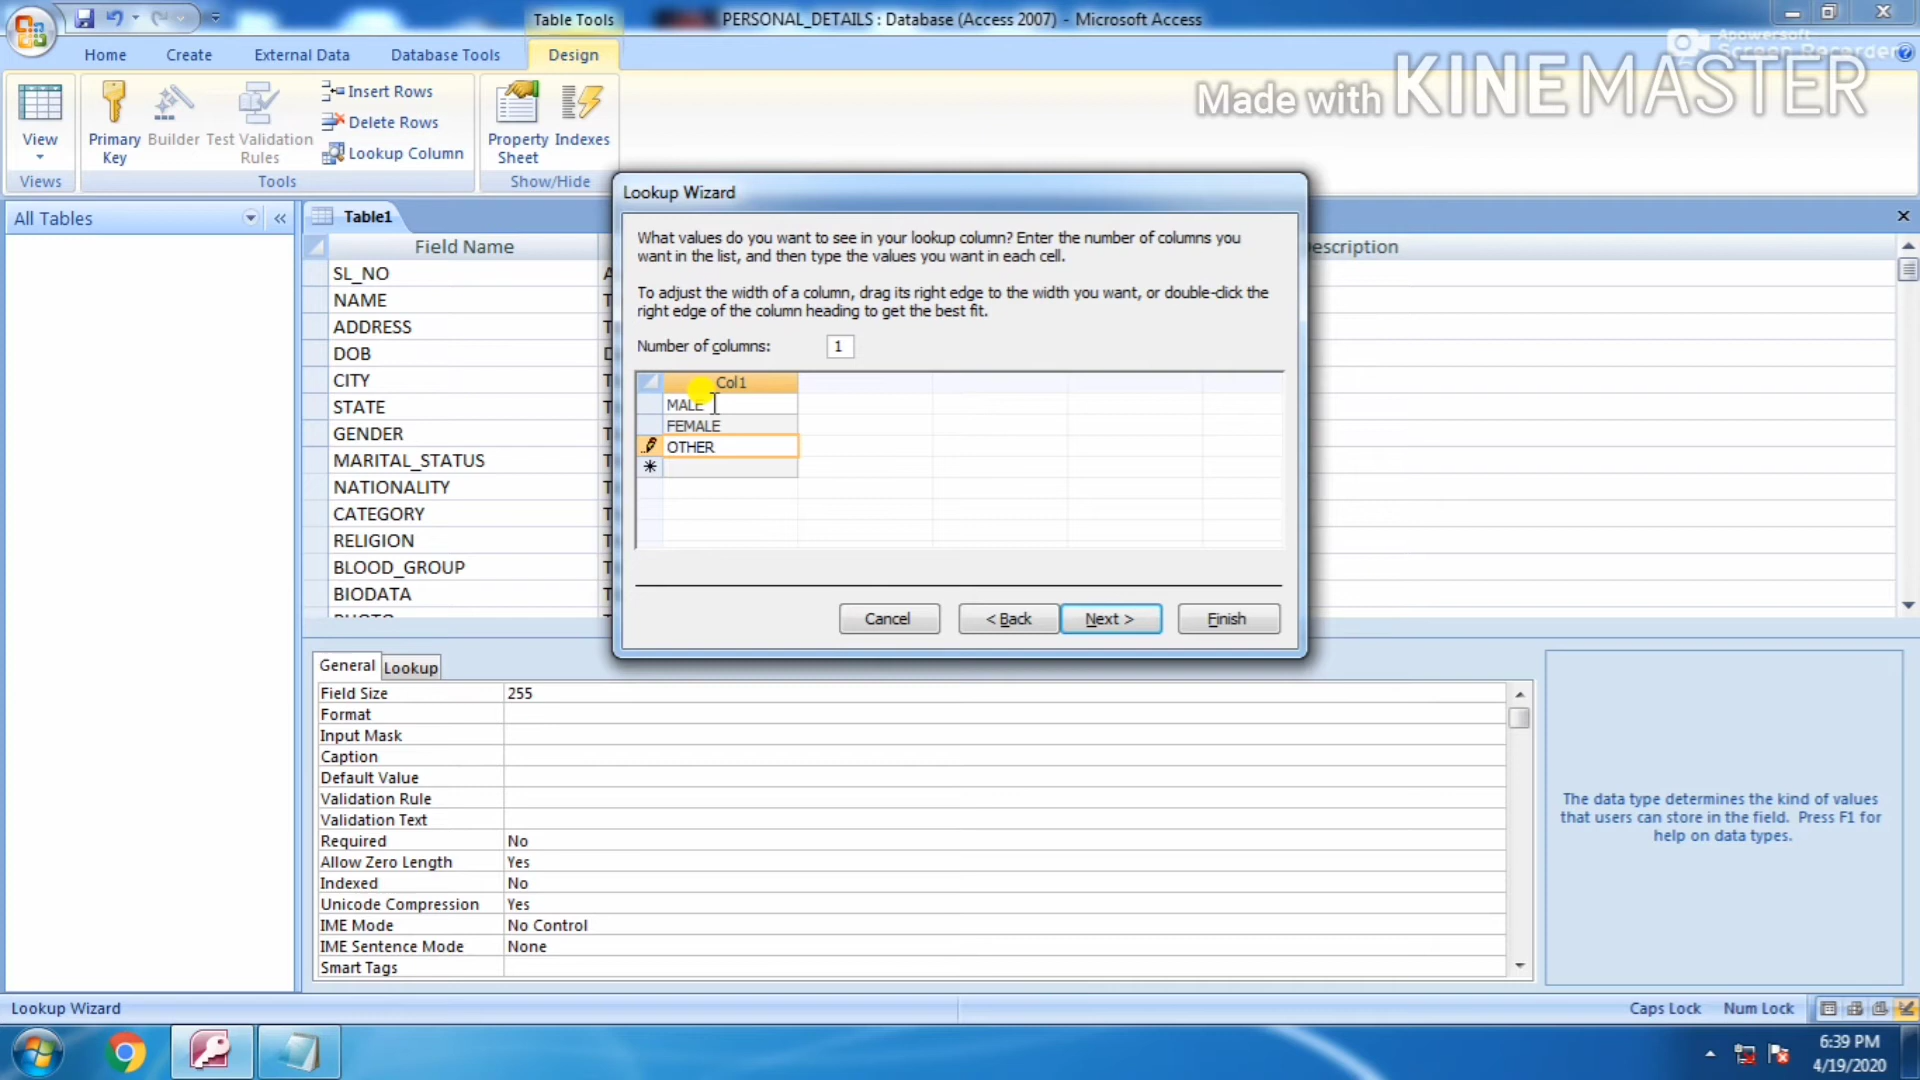 Table Tools
PERSONAL_DETAILS : Database (Access 2007) - Microsoft Access
Apowersoft
Screen Recorder
Home
Create
External Data
Database Tools
Design
Made with KINEMASTER
View
Primary
Key
Builder
Test Validation
Rules
Insert Rows
Delete Rows
Lookup Column
Property
Sheet
Indexes
Views
Tools
Show/Hide
All Tables
Table1
Field Name
escription
SL_NO
NAME
ADDRESS
DOB
CITY
STATE
GENDER
MARITAL_STATUS
NATIONALITY
CATEGORY
RELIGION
BLOOD_GROUP
BIODATA
Lookup Wizard
What values do you want to see in your lookup column? Enter the number of columns you
want in the list, and then type the values you want in each cell.
To adjust the width of a column, drag its right edge to the width you want, or double-click the
right edge of the column heading to get the best fit.
Number of columns: 1
Col1
MALE
FEMALE
OTHER
Cancel
< Back
Next >
Finish
General
Lookup
Field Size 255
Format
Input Mask
Caption
Default Value
Validation Rule
Validation Text
Required No
Allow Zero Length Yes
Indexed No
Unicode Compression Yes
IME Mode No Control
IME Sentence Mode None
Smart Tags
The data type determines the kind of values
that users can store in the field. Press F1 for
help on data types.
Lookup Wizard
Caps Lock
Num Lock
6:39 PM
4/19/2020